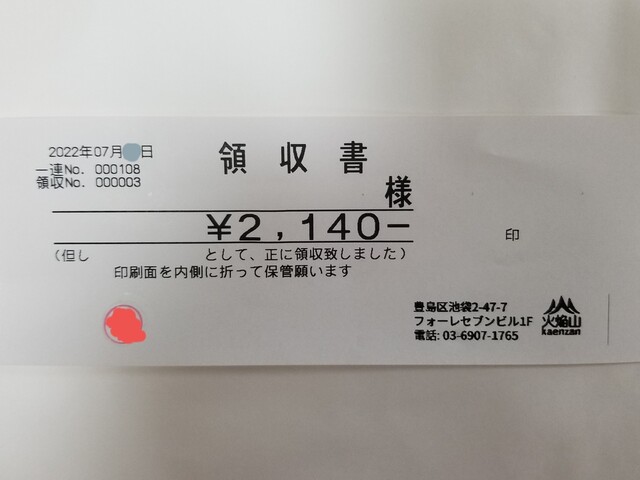 2022年07月 日
領収書
一連No. 000108
領収No. 000003
様
¥2,140−
印
(但し として、正に領収致しました)
印刷面を内側に折って保管願います
豊島区池袋2-47-7
フォーレセブンビル1F
電話: 03-6907-1765
火焔山
kaenzan